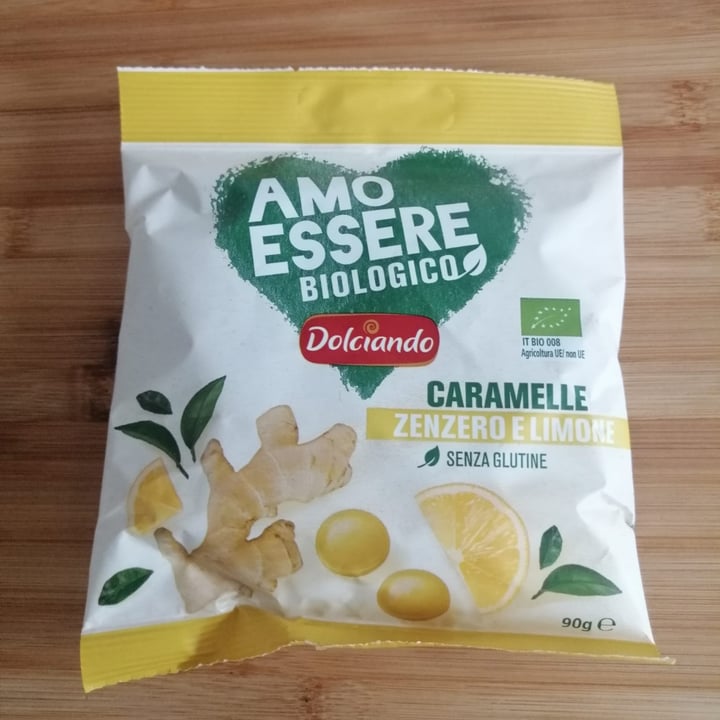 AMO
ESSERE
BIOLOGICO
Dolciando
IT BIO 008
Agricoltura UE/ non UE
CARAMELLE
ZENZERO E LIMONE
SENZA GLUTINE
90g ℮